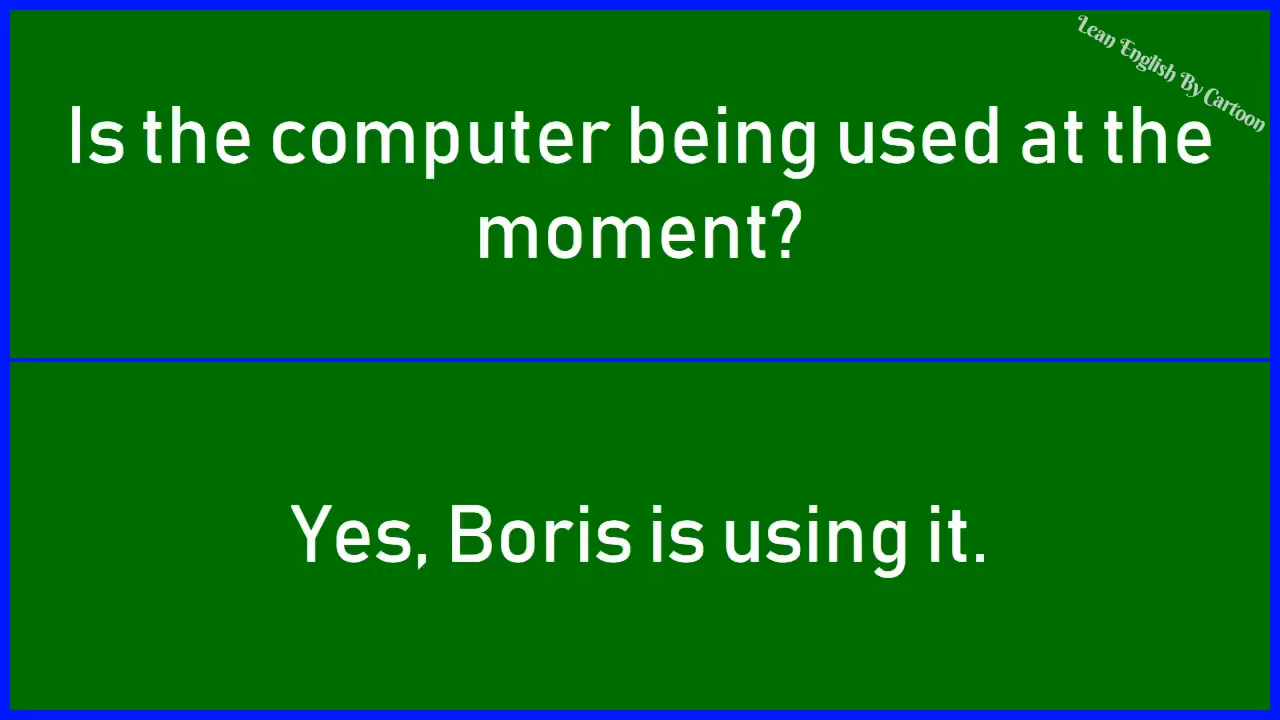 Lean English By Cartoon
Is the computer being used at the
moment?
Yes, Boris is using it.